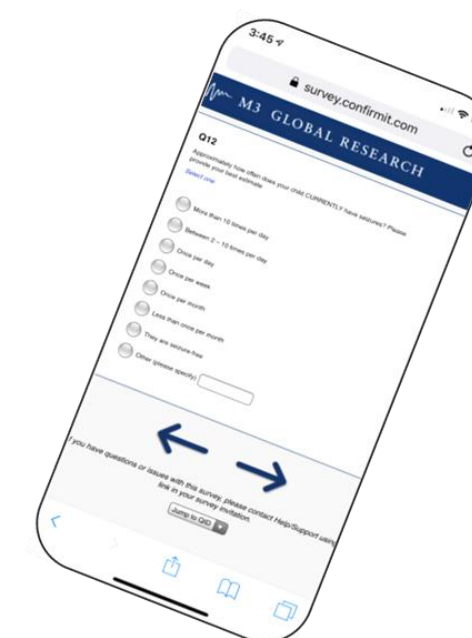 3:45
survey.confirmit.com
M3 GLOBAL RESEARCH
Q12
Approximately how often does your child CURRENTLY have seizures? Please
provide your best estimate
Select one
More than 10 times per day
Between 2 – 10 times per day
Once per day
Once per week
Once per month
Less than once per month
They are seizure-free
Other (please specify)
f you have questions or issues with this survey, please contact Help/Support using
link in your survey invitation.
Jump to QID